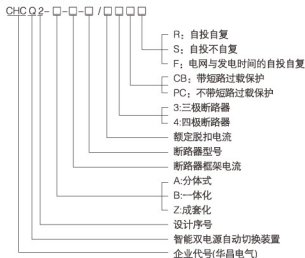 CHC Q 2-□-□-□/□□□□
R：自投自复
S：自投不自复
F：电网与发电时间的自投自复
CB：带短路过载保护
PC：不带短路过载保护
3:三极断路器
4:四极断路器
额定脱扣电流
断路器型号
断路器框架电流
A:分体式
B:一体化
Z:成套化
设计序号
智能双电源自动切换装置
企业代号(华昌电气)